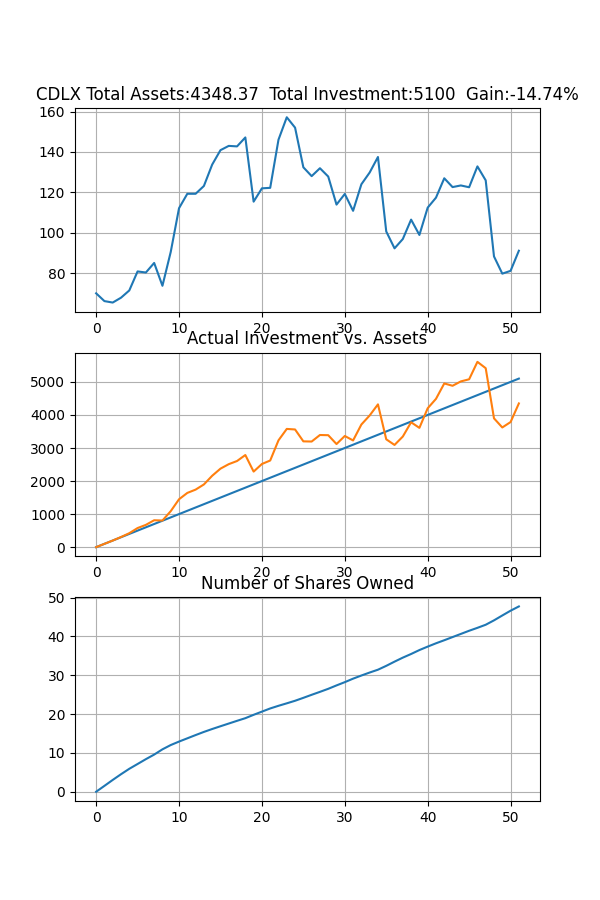 CDLX Total Assets:4348.37  Total Investment:5100  Gain:-14.74%
160
140
120
100
80
0 10 20 30 40 50
Actual Investment vs. Assets
5000
4000
3000
2000
1000
0
0 10 20 30 40 50
Number of Shares Owned
50
40
30
20
10
0
0 10 20 30 40 50